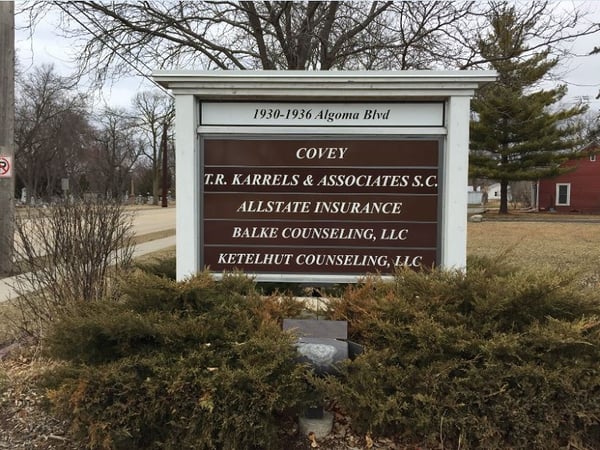 1930-1936 Algoma Blvd
COVEY
T.R. KARRELS & ASSOCIATES S.C.
ALLSTATE INSURANCE
BALKE COUNSELING, LLC
KETELHUT COUNSELING, LLC